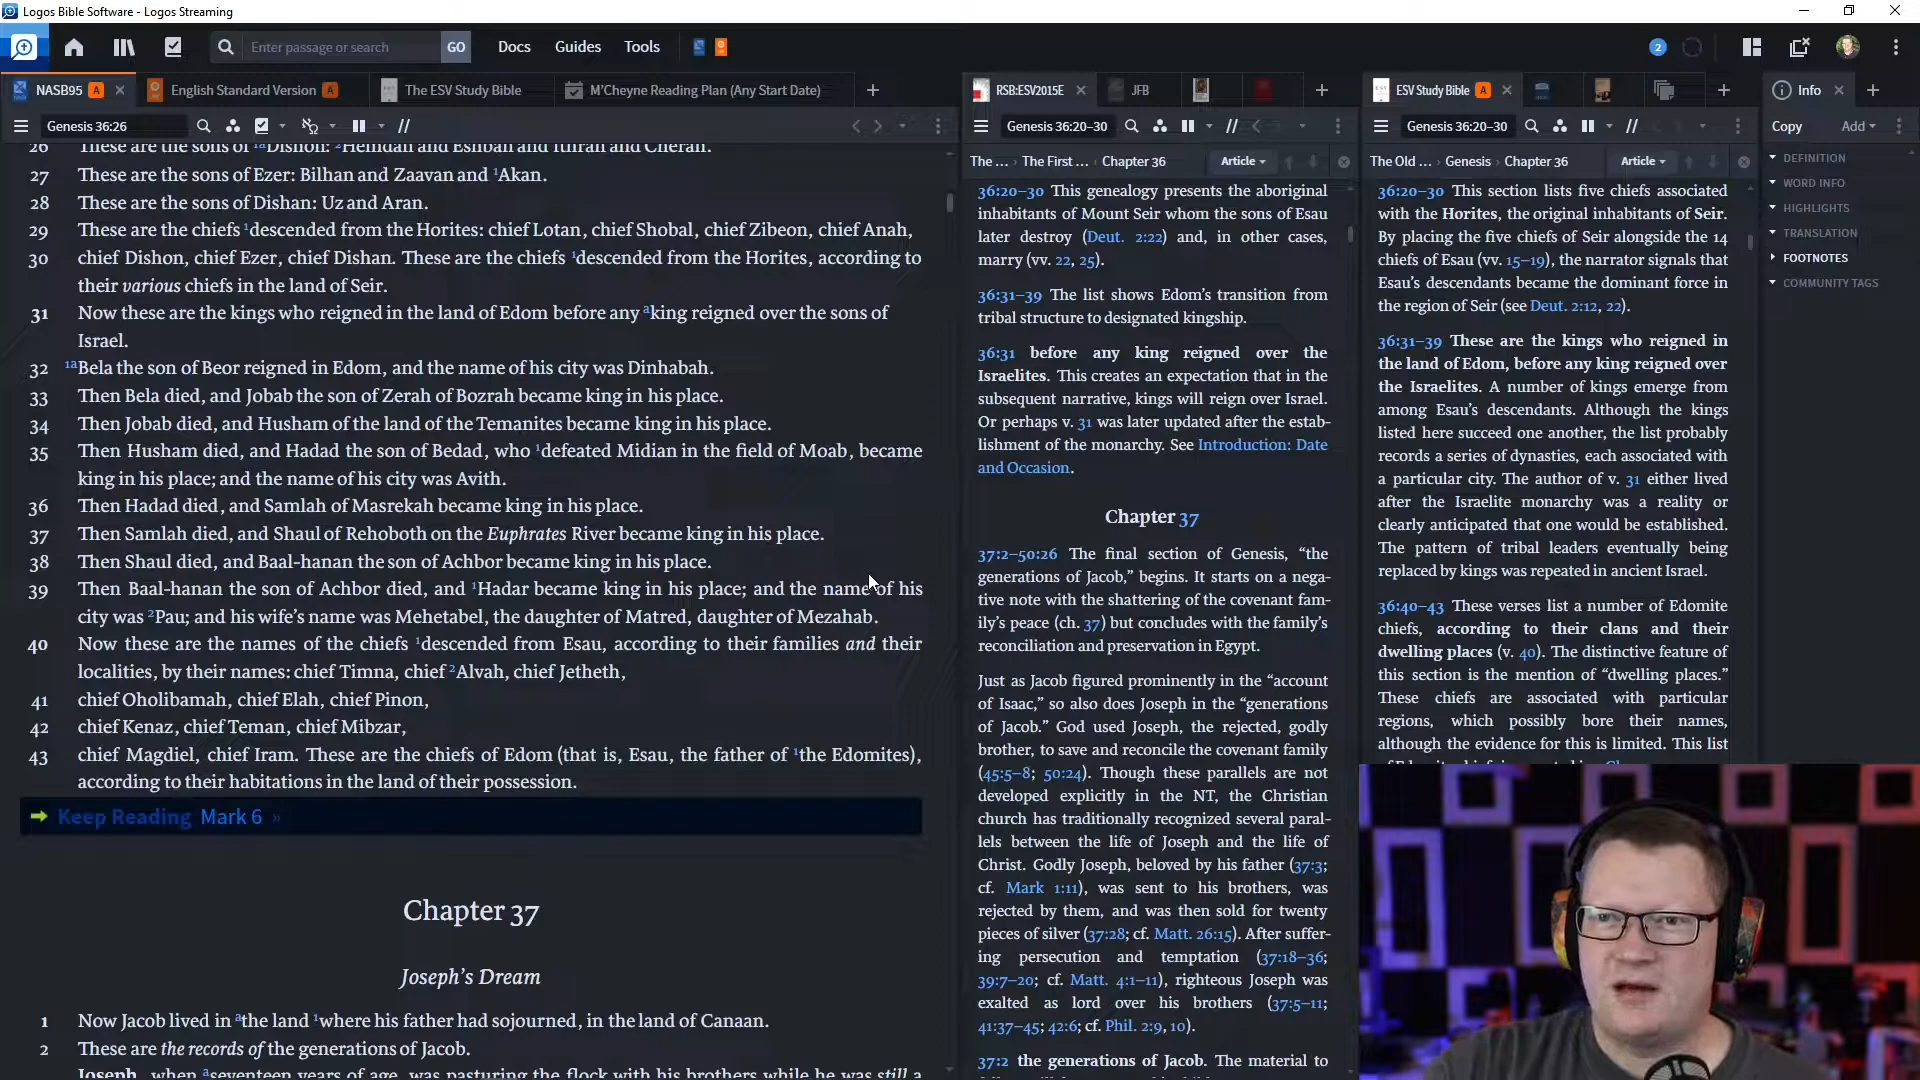 Logos Bible Software - Logos Streaming
Enter passage or search
GO
Docs
Guides
Tools
2
NASB95 A
English Standard Version A
The ESV Study Bible
M'Cheyne Reading Plan (Any Start Date)
Genesis 36:26
26 These are the sons of 1aDishon: 2Hemdan and Eshban and Ithran and Cheran.
27 These are the sons of Ezer: Bilhan and Zaavan and 1Akan.
28 These are the sons of Dishan: Uz and Aran.
29 These are the chiefs 1descended from the Horites: chief Lotan, chief Shobal, chief Zibeon, chief Anah,
30 chief Dishon, chief Ezer, chief Dishan. These are the chiefs 1descended from the Horites, according to
their various chiefs in the land of Seir.
31 Now these are the kings who reigned in the land of Edom before any aking reigned over the sons of
Israel.
32 1aBela the son of Beor reigned in Edom, and the name of his city was Dinhabah.
33 Then Bela died, and Jobab the son of Zerah of Bozrah became king in his place.
34 Then Jobab died, and Husham of the land of the Temanites became king in his place.
35 Then Husham died, and Hadad the son of Bedad, who 1defeated Midian in the field of Moab, became
king in his place; and the name of his city was Avith.
36 Then Hadad died, and Samlah of Masrekah became king in his place.
37 Then Samlah died, and Shaul of Rehoboth on the Euphrates River became king in his place.
38 Then Shaul died, and Baal-hanan the son of Achbor became king in his place.
39 Then Baal-hanan the son of Achbor died, and 1Hadar became king in his place; and the name of his
city was 2Pau; and his wife's name was Mehetabel, the daughter of Matred, daughter of Mezahab.
40 Now these are the names of the chiefs 1descended from Esau, according to their families and their
localities, by their names: chief Timna, chief 2Alvah, chief Jetheth,
41 chief Oholibamah, chief Elah, chief Pinon,
42 chief Kenaz, chief Teman, chief Mibzar,
43 chief Magdiel, chief Iram. These are the chiefs of Edom (that is, Esau, the father of 1the Edomites),
according to their habitations in the land of their possession.
Keep Reading Mark 6 »
Chapter 37
Joseph's Dream
1 Now Jacob lived in athe land 1where his father had sojourned, in the land of Canaan.
2 These are the records of the generations of Jacob.
Joseph, when aseventeen years of age, was pasturing the flock with his brothers while he was still a
RSB:ESV2015E
JFB
Genesis 36:20–30
The ... › The First ... › Chapter 36
Article
36:20–30 This genealogy presents the aboriginal
inhabitants of Mount Seir whom the sons of Esau
later destroy (Deut. 2:22) and, in other cases,
marry (vv. 22, 25).
36:31–39 The list shows Edom's transition from
tribal structure to designated kingship.
36:31 before any king reigned over the
Israelites. This creates an expectation that in the
subsequent narrative, kings will reign over Israel.
Or perhaps v. 31 was later updated after the estab-
lishment of the monarchy. See Introduction: Date
and Occasion.
Chapter 37
37:2–50:26 The final section of Genesis, "the
generations of Jacob," begins. It starts on a nega-
tive note with the shattering of the covenant fam-
ily's peace (ch. 37) but concludes with the family's
reconciliation and preservation in Egypt.
Just as Jacob figured prominently in the "account
of Isaac," so also does Joseph in the "generations
of Jacob." God used Joseph, the rejected, godly
brother, to save and reconcile the covenant family
(45:5–8; 50:24). Though these parallels are not
developed explicitly in the NT, the Christian
church has traditionally recognized several paral-
lels between the life of Joseph and the life of
Christ. Godly Joseph, beloved by his father (37:3;
cf. Mark 1:11), was sent to his brothers, was
rejected by them, and was then sold for twenty
pieces of silver (37:28; cf. Matt. 26:15). After suffer-
ing persecution and temptation (37:18–36;
39:7–20; cf. Matt. 4:1–11), righteous Joseph was
exalted as lord over his brothers (37:5–11;
41:37–45; 42:6; cf. Phil. 2:9, 10).
37:2 the generations of Jacob. The material to
ESV Study Bible A
Genesis 36:20–30
The Old ... › Genesis › Chapter 36
Article
36:20–30 This section lists five chiefs associated
with the Horites, the original inhabitants of Seir.
By placing the five chiefs of Seir alongside the 14
chiefs of Esau (vv. 15–19), the narrator signals that
Esau's descendants became the dominant force in
the region of Seir (see Deut. 2:12, 22).
36:31–39 These are the kings who reigned in
the land of Edom, before any king reigned over
the Israelites. A number of kings emerge from
among Esau's descendants. Although the kings
listed here succeed one another, the list probably
records a series of dynasties, each associated with
a particular city. The author of v. 31 either lived
after the Israelite monarchy was a reality or
clearly anticipated that one would be established.
The pattern of tribal leaders eventually being
replaced by kings was repeated in ancient Israel.
36:40–43 These verses list a number of Edomite
chiefs, according to their clans and their
dwelling places (v. 40). The distinctive feature of
this section is the mention of "dwelling places."
These chiefs are associated with particular
regions, which possibly bore their names,
although the evidence for this is limited. This list
Info
Copy
Add
DEFINITION
WORD INFO
HIGHLIGHTS
TRANSLATION
FOOTNOTES
COMMUNITY TAGS